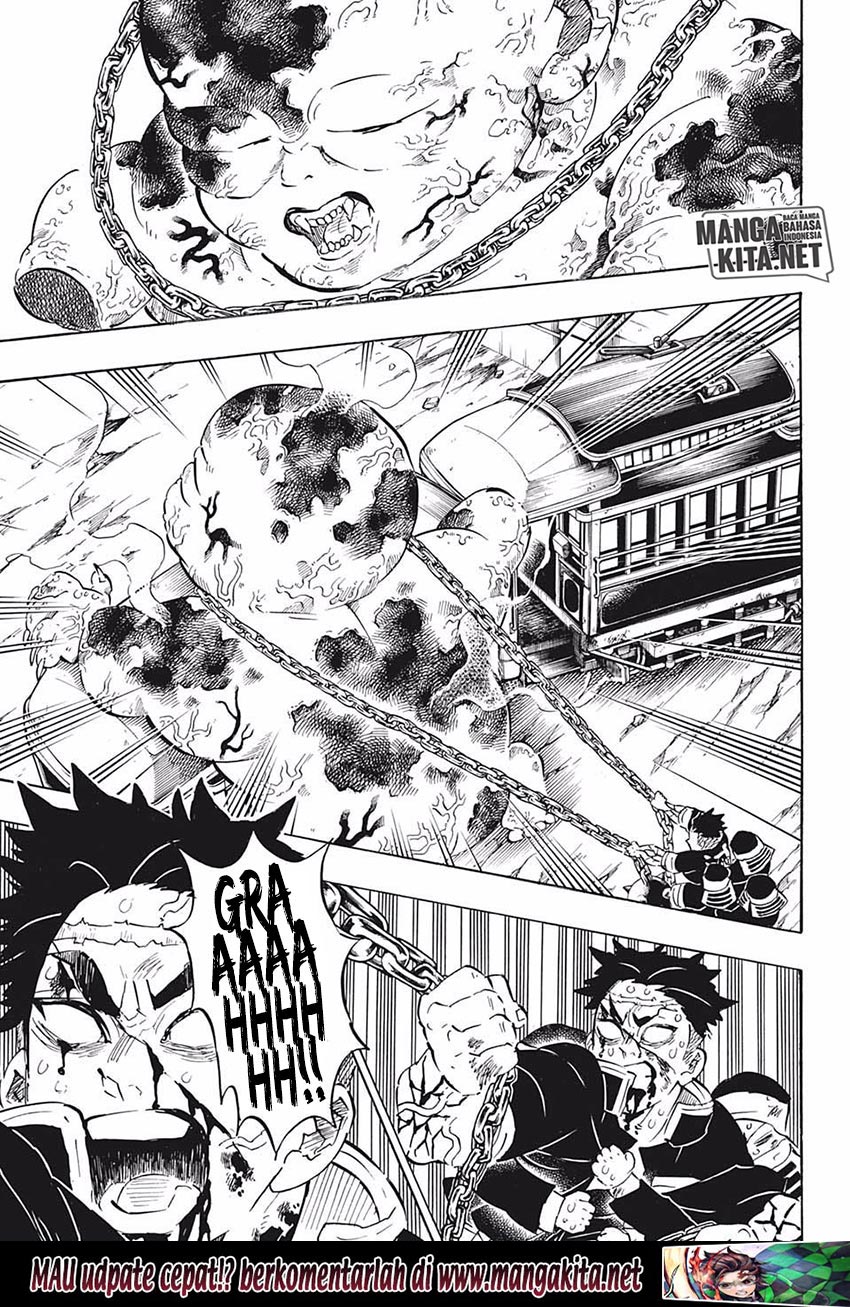 MANGA
KITA.NET
BACA MANGA
BAHASA
INDONESIA
GRA
AAAA
HHHH
HH!!
MAU udpate cepat!? berkomentarlah di www.mangakita.net